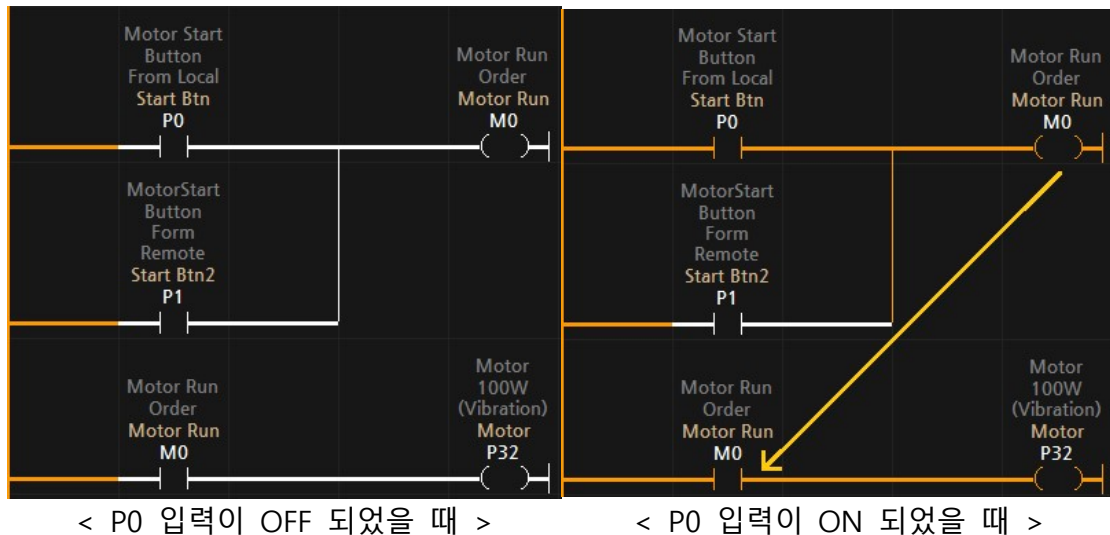 Motor Start
Button
From Local
Start Btn
P0
Motor Run
Order
Motor Run
M0
MotorStart
Button
Form
Remote
Start Btn2
P1
Motor Run
Order
Motor Run
M0
Motor
100W
(Vibration)
Motor
P32
< P0 입력이 OFF 되었을 때 >
Motor Start
Button
From Local
Start Btn
P0
Motor Run
Order
Motor Run
M0
MotorStart
Button
Form
Remote
Start Btn2
P1
Motor Run
Order
Motor Run
M0
Motor
100W
(Vibration)
Motor
P32
< P0 입력이 ON 되었을 때 >